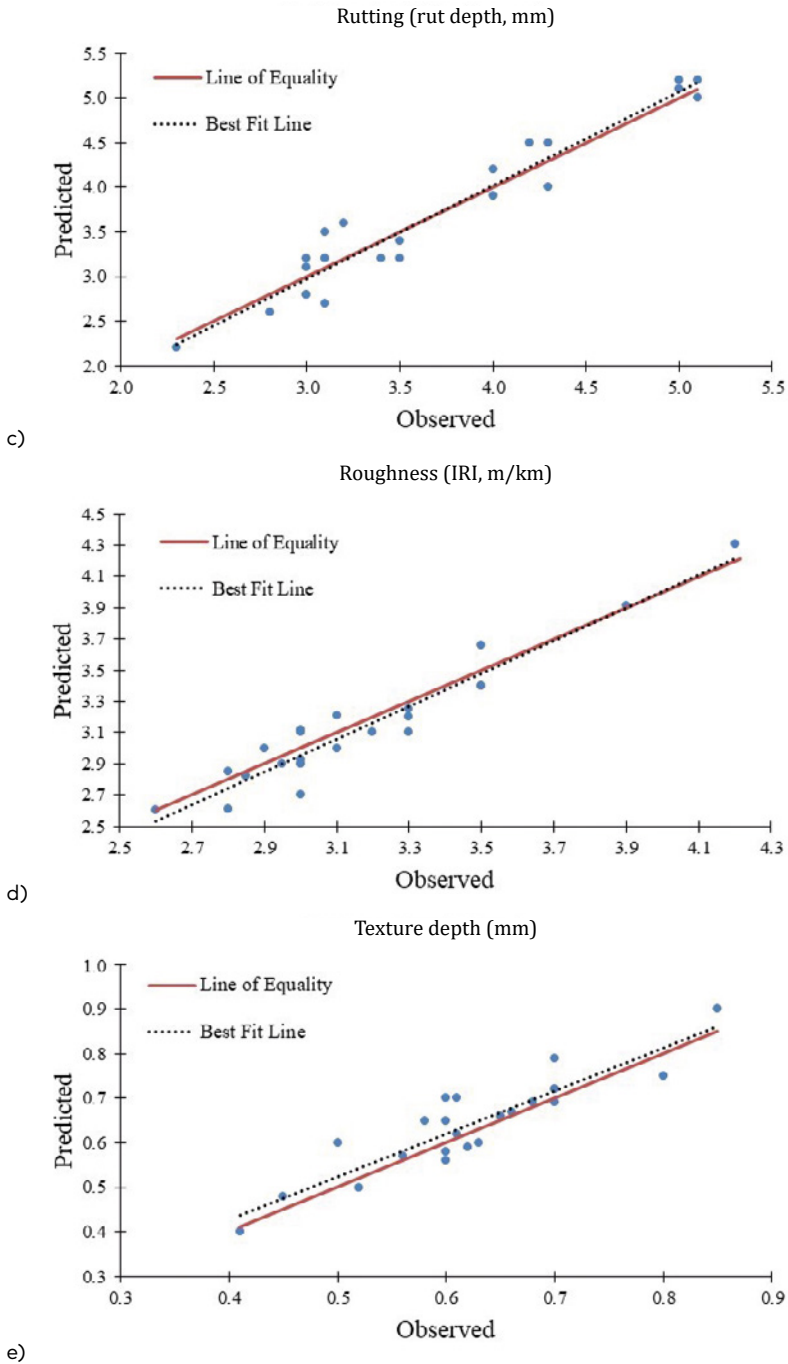 Rutting (rut depth, mm)
5.5
5.0
4.5
4.0
3.5
3.0
2.5
2.0
Line of Equality
Best Fit Line
Predicted
2.0 2.5 3.0 3.5 4.0 4.5 5.0 5.5
Observed
c)
Roughness (IRI, m/km)
4.5
4.3
4.1
3.9
3.7
3.5
3.3
3.1
2.9
2.7
2.5
Line of Equality
Best Fit Line
Predicted
2.5 2.7 2.9 3.1 3.3 3.5 3.7 3.9 4.1 4.3
Observed
d)
Texture depth (mm)
1.0
0.9
0.8
0.7
0.6
0.5
0.4
0.3
Line of Equality
Best Fit Line
Predicted
0.3 0.4 0.5 0.6 0.7 0.8 0.9
Observed
e)